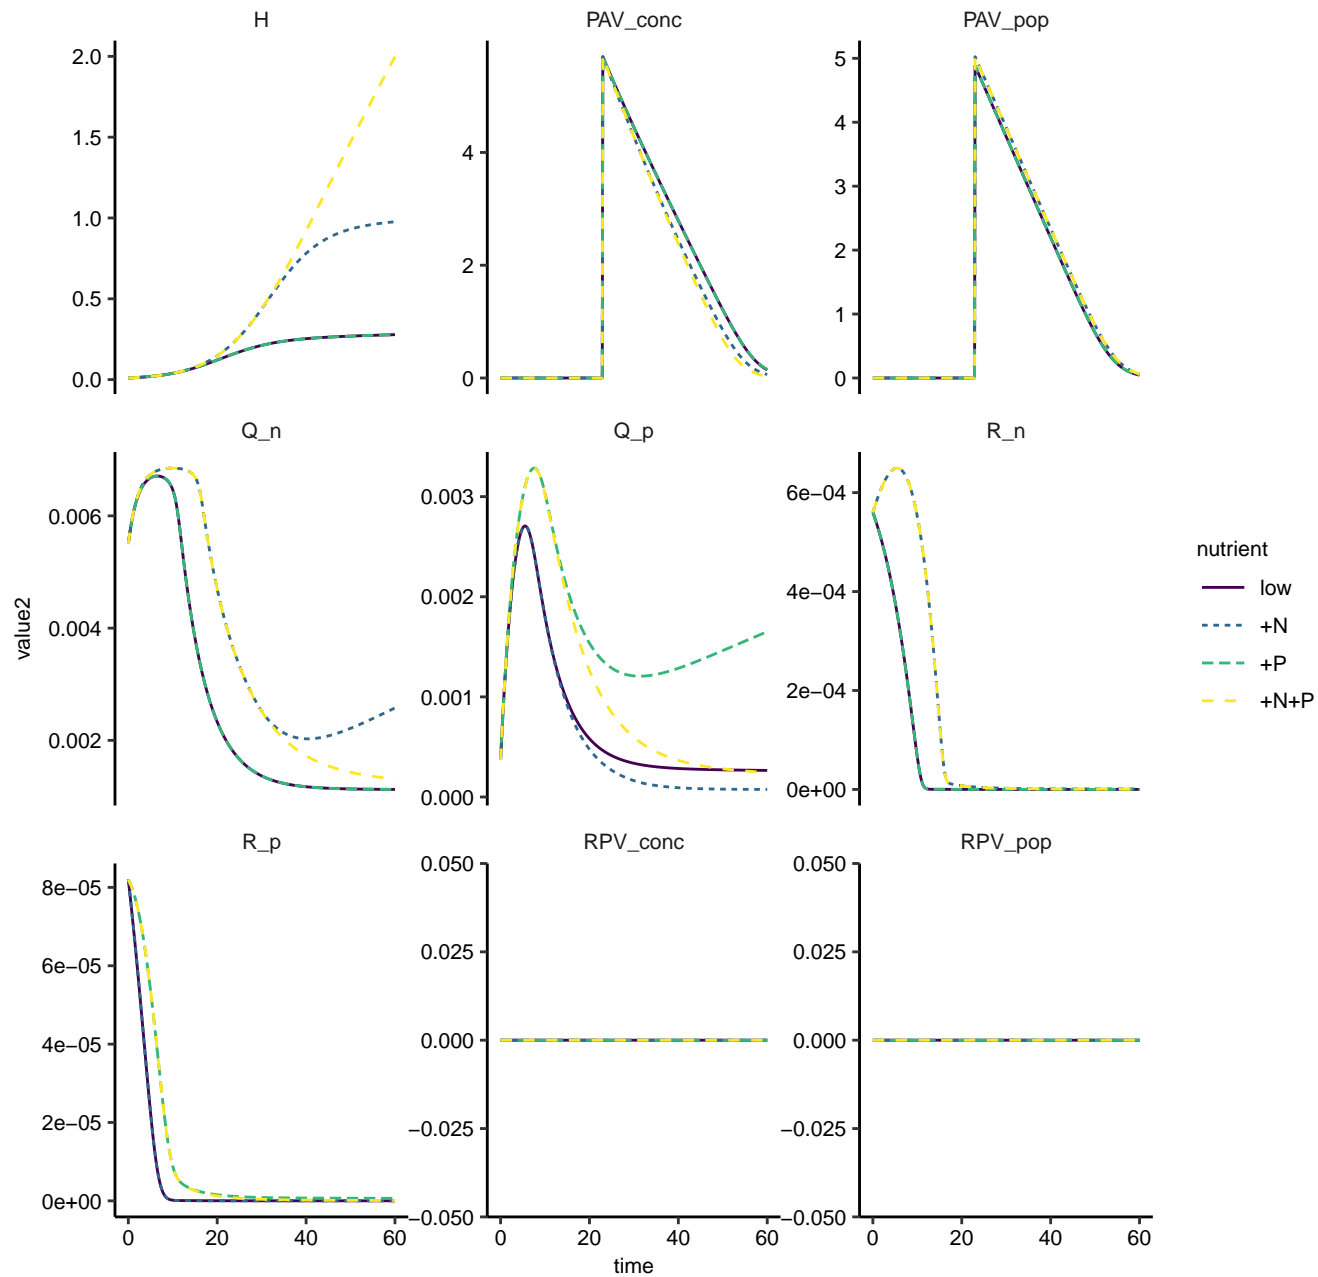 H
PAV_conc
PAV_pop
2.0
1.5
1.0
0.5
0.0
4
2
0
5
4
3
2
1
0
Q_n
Q_p
R_n
0.006
0.004
0.002
0.003
0.002
0.001
0.000
6e−04
4e−04
2e−04
0e+00
R_p
RPV_conc
RPV_pop
8e−05
6e−05
4e−05
2e−05
0e+00
0.050
0.025
0.000
−0.025
−0.050
0.050
0.025
0.000
−0.025
−0.050
0 20 40 60
0 20 40 60
0 20 40 60
time
value2
nutrient
low
+N
+P
+N+P